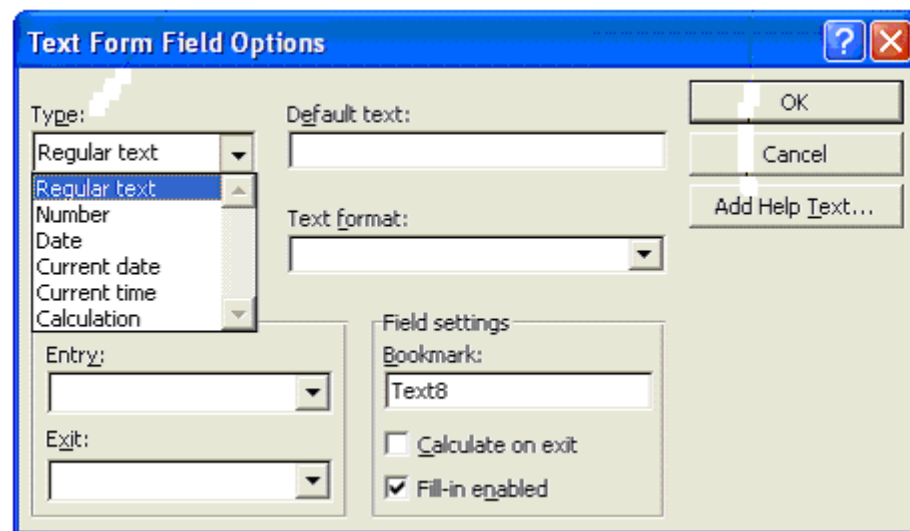 Text Form Field Options
Type:
Regular text
Regular text
Number
Date
Current date
Current time
Calculation
Default text:
Text format:
OK
Cancel
Add Help Text...
Entry:
Exit:
Field settings
Bookmark:
Text8
Calculate on exit
Fill-in enabled